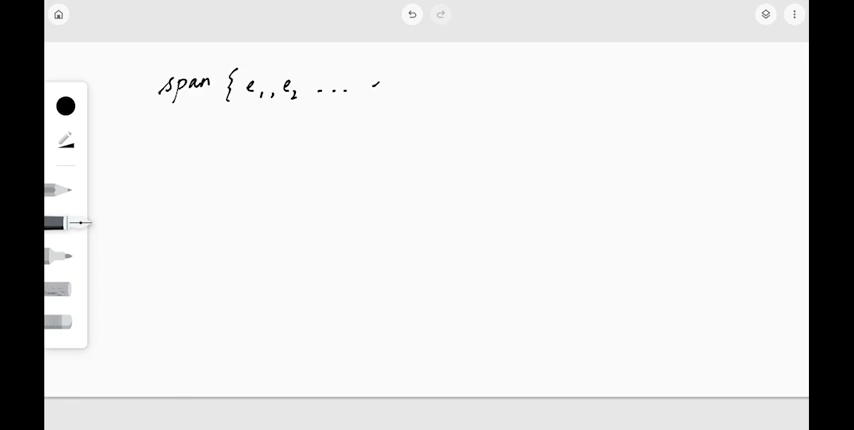 span { e₁, e₂ ...